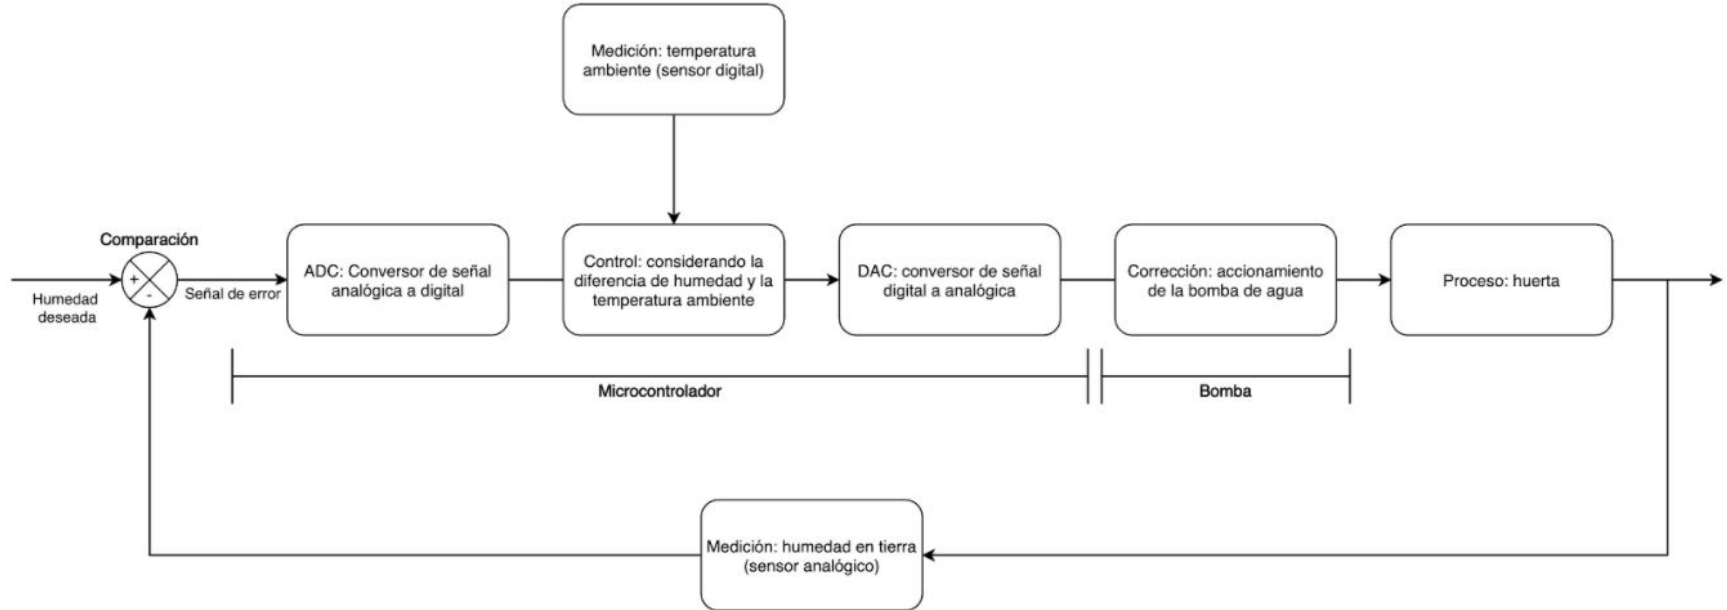 Medición: temperatura
ambiente (sensor digital)
Comparación
+
-
Humedad
deseada
Señal de error
ADC: Conversor de señal
analógica a digital
Control: considerando la
diferencia de humedad y la
temperatura ambiente
DAC: conversor de señal
digital a analógica
Corrección: accionamiento
de la bomba de agua
Proceso: huerta
Microcontrolador
Bomba
Medición: humedad en tierra
(sensor analógico)